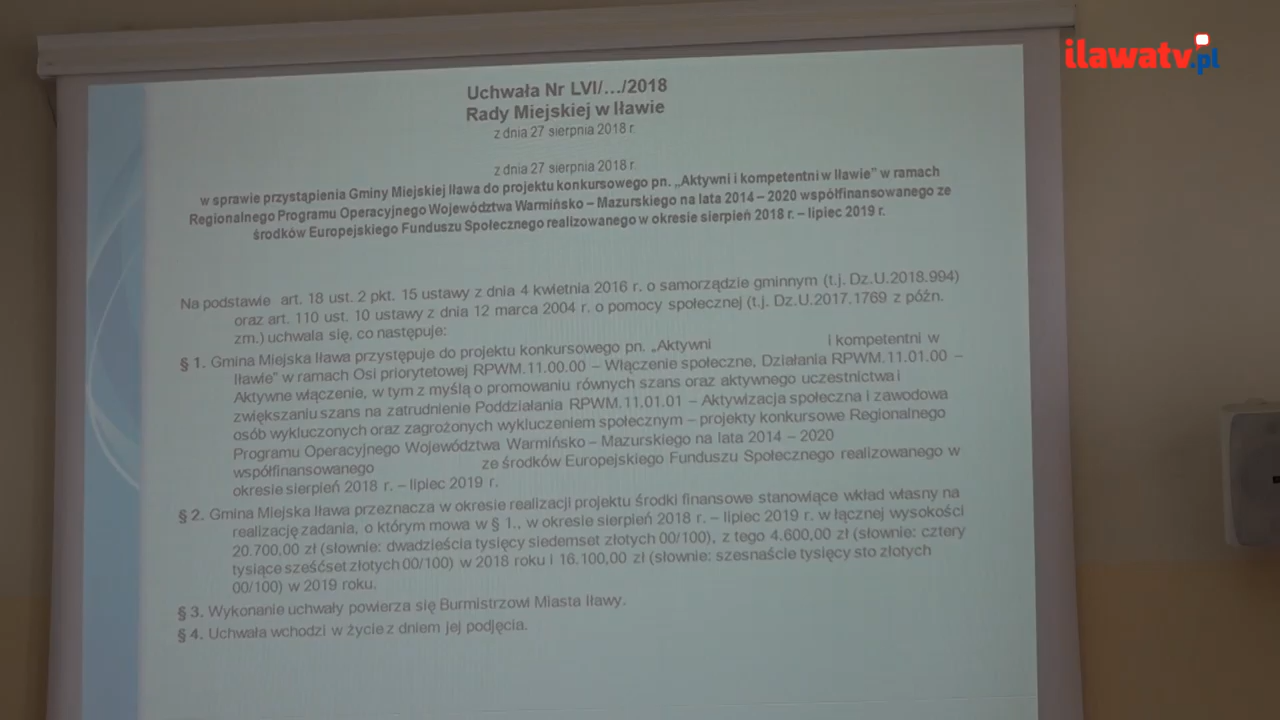 ilawatv.pl
Uchwała Nr LVI/.../2018
Rady Miejskiej w Iławie
z dnia 27 sierpnia 2018 r.
z dnia 27 sierpnia 2018 r.
w sprawie przystąpienia Gminy Miejskiej Iława do projektu konkursowego pn. „Aktywni i kompetentni w Iławie” w ramach
Regionalnego Programu Operacyjnego Województwa Warmińsko – Mazurskiego na lata 2014 – 2020 współfinansowanego ze
środków Europejskiego Funduszu Społecznego realizowanego w okresie sierpień 2018 r. – lipiec 2019 r.
Na podstawie art. 18 ust. 2 pkt. 15 ustawy z dnia 4 kwietnia 2016 r. o samorządzie gminnym (t.j. Dz.U.2018.994)
oraz art. 110 ust. 10 ustawy z dnia 12 marca 2004 r. o pomocy społecznej (t.j. Dz.U.2017.1769 z późn.
zm.) uchwala się, co następuje:
§ 1. Gmina Miejska Iława przystępuje do projektu konkursowego pn. „Aktywni i kompetentni w
Iławie” w ramach Osi priorytetowej RPWM.11.00.00 – Włączenie społeczne, Działania RPWM.11.01.00 –
Aktywne włączenie, w tym z myślą o promowaniu równych szans oraz aktywnego uczestnictwa i
zwiększaniu szans na zatrudnienie Poddziałania RPWM.11.01.01 – Aktywizacja społeczna i zawodowa
osób wykluczonych oraz zagrożonych wykluczeniem społecznym – projekty konkursowe Regionalnego
Programu Operacyjnego Województwa Warmińsko – Mazurskiego na lata 2014 – 2020
współfinansowanego ze środków Europejskiego Funduszu Społecznego realizowanego w
okresie sierpień 2018 r. – lipiec 2019 r.
§ 2. Gmina Miejska Iława przeznacza w okresie realizacji projektu środki finansowe stanowiące wkład własny na
realizację zadania, o którym mowa w § 1., w okresie sierpień 2018 r. – lipiec 2019 r. w łącznej wysokości
20.700,00 zł (słownie: dwadzieścia tysięcy siedemset złotych 00/100), z tego 4.600,00 zł (słownie: cztery
tysiące sześćset złotych 00/100) w 2018 roku i 16.100,00 zł (słownie: szesnaście tysięcy sto złotych
00/100) w 2019 roku.
§ 3. Wykonanie uchwały powierza się Burmistrzowi Miasta Iławy.
§ 4. Uchwała wchodzi w życie z dniem jej podjęcia.